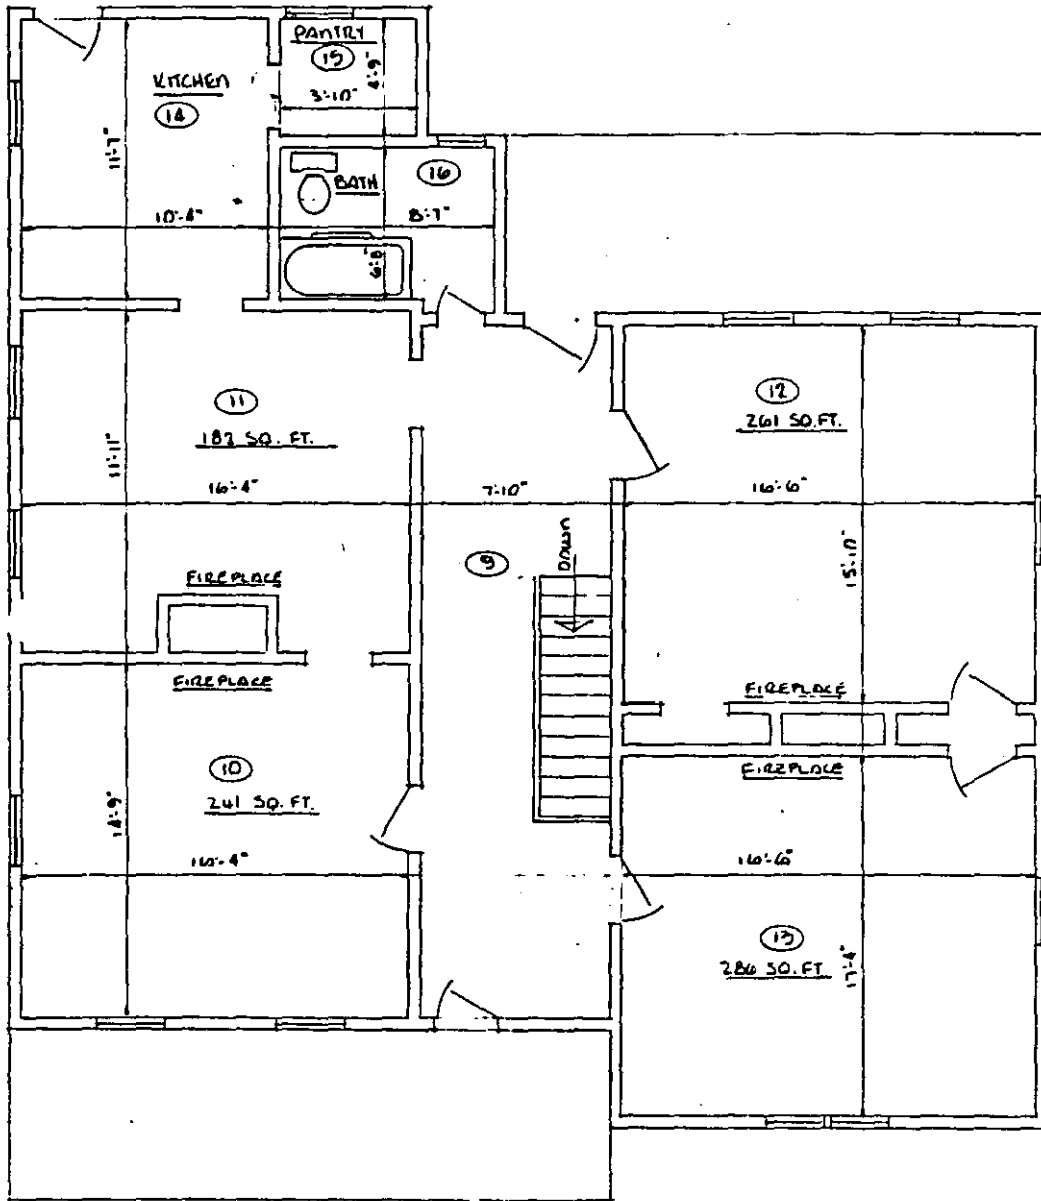 PANTRY
15
4'-9"
3'-10"
KITCHEN
14
11'-7"
10'-4"
BATH
16
8'-7"
6'-0"
11
182 SQ. FT.
11'-11"
16'-4"
FIREPLACE
7'-10"
9
DOWN
12
261 SQ. FT.
16'-6"
15'-10"
FIREPLACE
FIREPLACE
10
241 SQ. FT.
14'-9"
16'-4"
FIREPLACE
16'-6"
13
286 SQ. FT
17'-4"